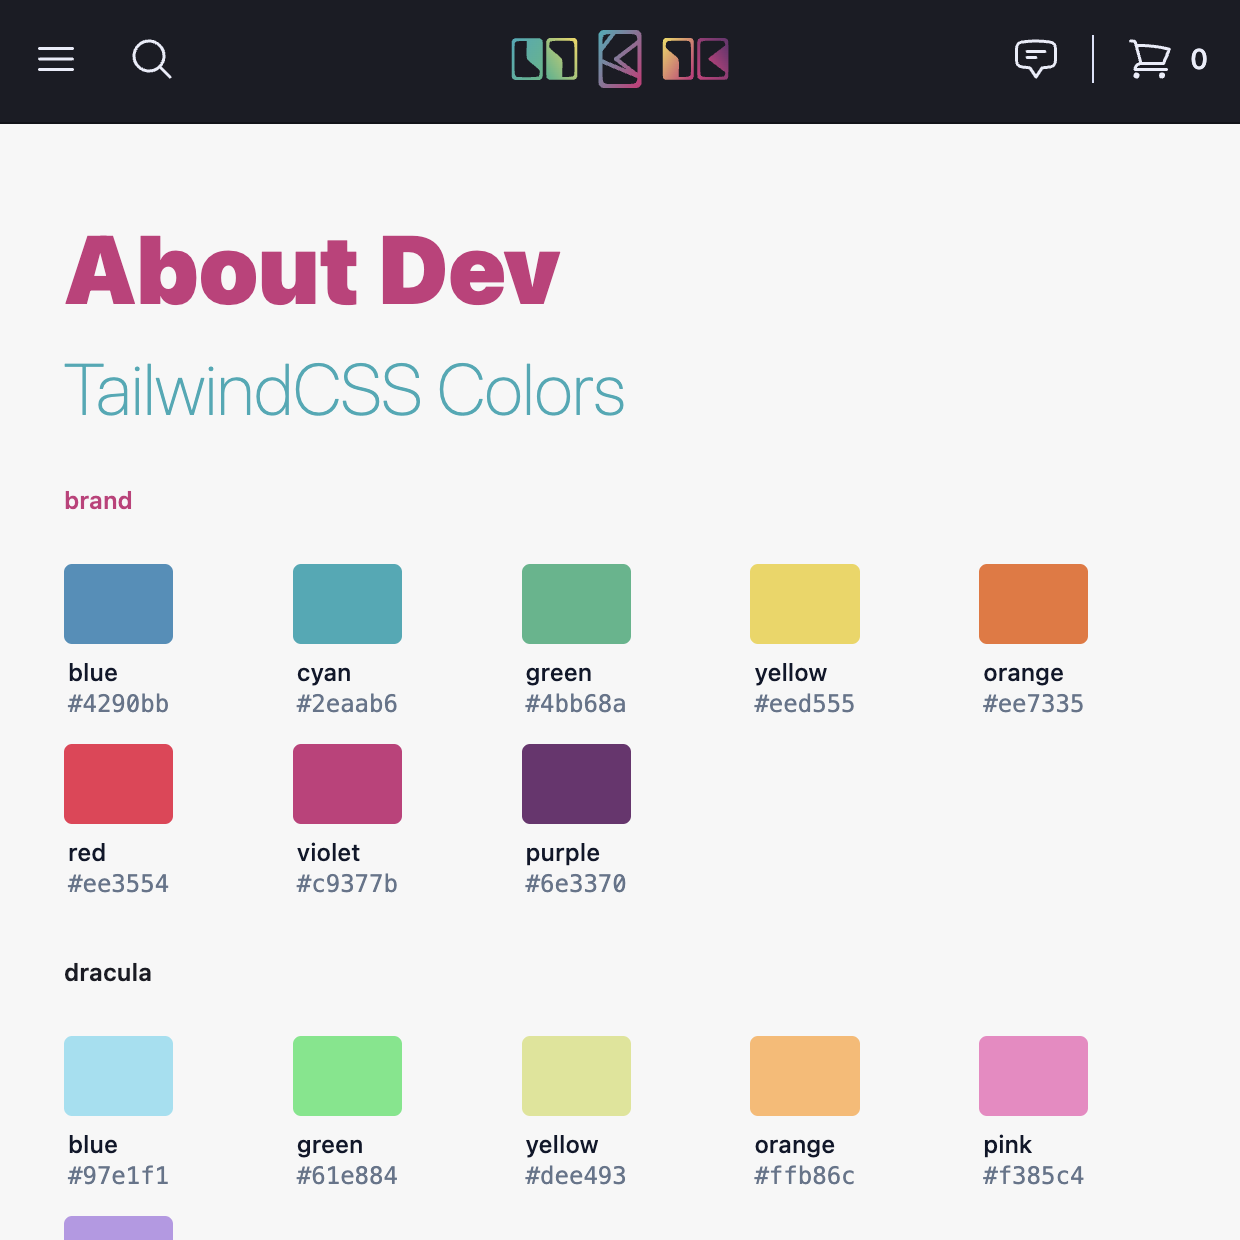 0
About Dev
TailwindCSS Colors
brand
blue cyan green yellow orange
#4290bb #2eaab6 #4bb68a #eed555 #ee7335
red violet purple
#ee3554 #c9377b #6e3370
dracula
blue green yellow orange pink
#97e1f1 #61e884 #dee493 #ffb86c #f385c4